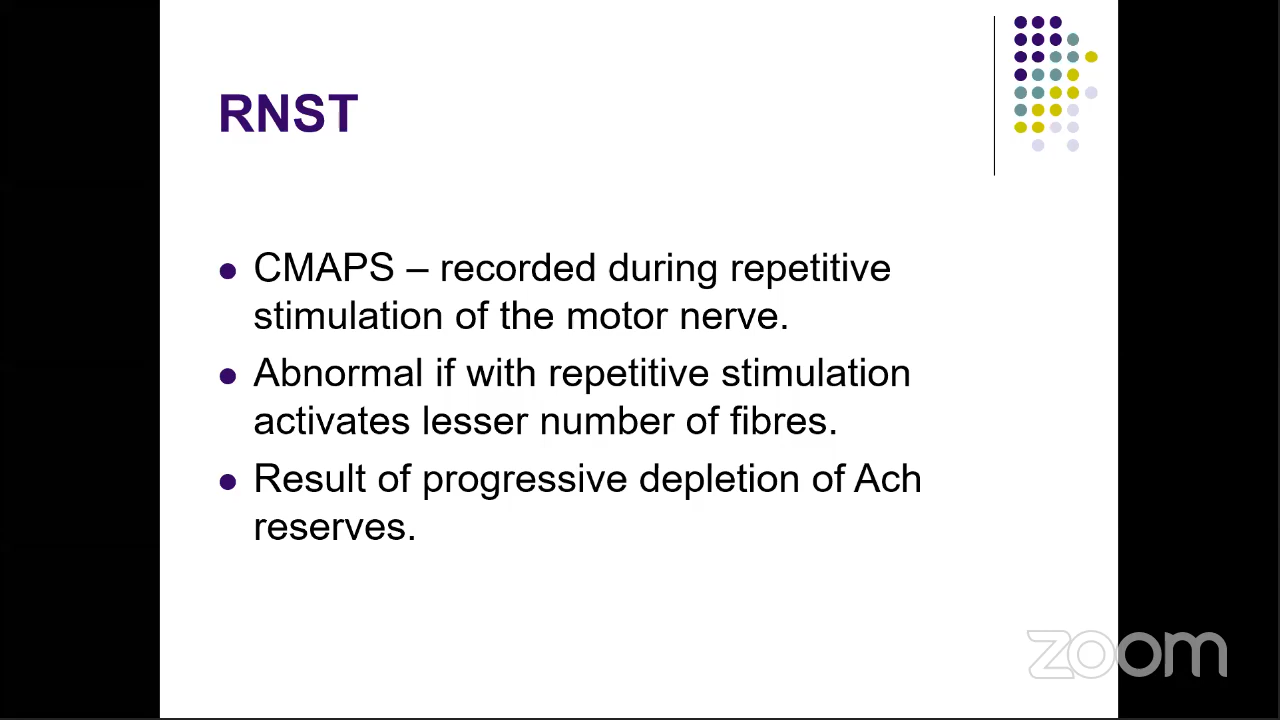 RNST
CMAPS – recorded during repetitive
stimulation of the motor nerve.
Abnormal if with repetitive stimulation
activates lesser number of fibres.
Result of progressive depletion of Ach
reserves.
zoom